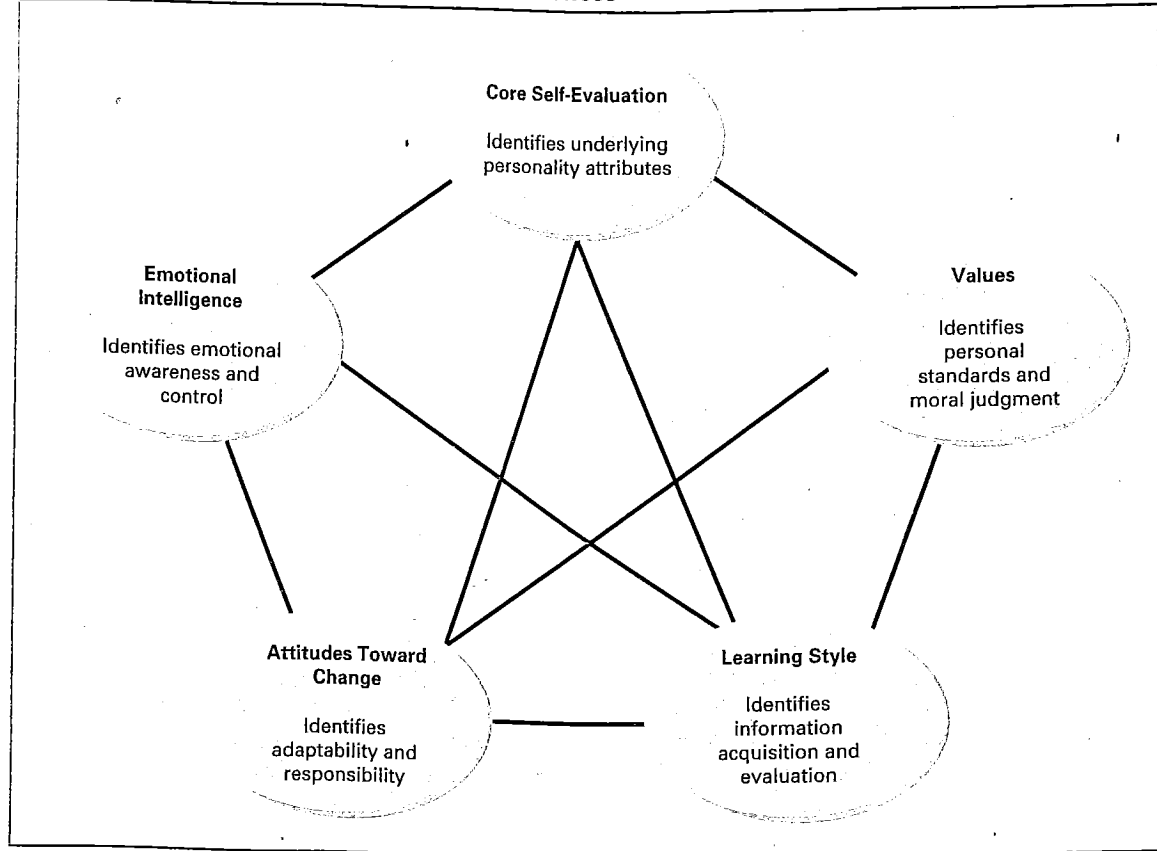 Core Self-Evaluation
Identifies underlying
personality attributes
Emotional
Intelligence
Identifies emotional
awareness and
control
Values
Identifies
personal
standards and
moral judgment
Attitudes Toward
Change
Identifies
adaptability and
responsibility
Learning Style
Identifies
information
acquisition and
evaluation